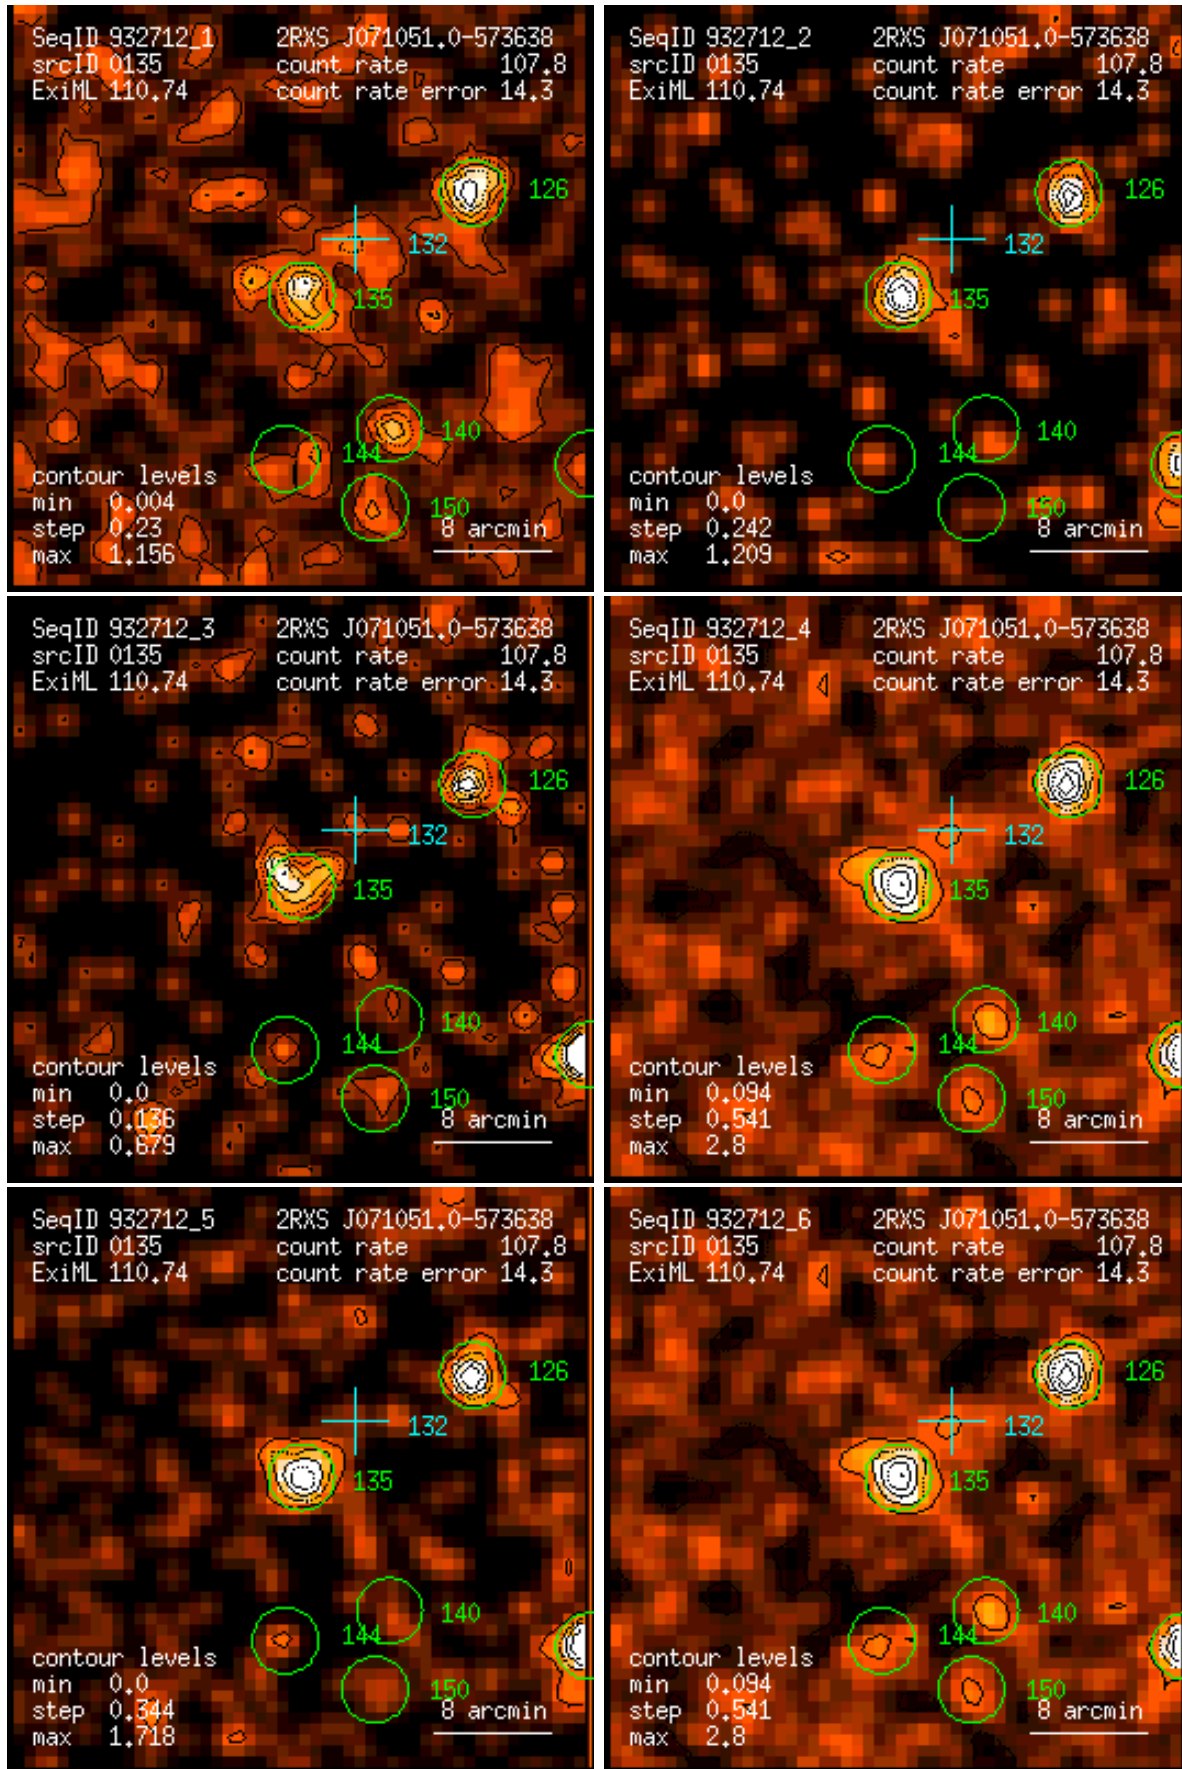 SeqID 932712_1 2RXS J071051.0-573638
srcID 0135 count rate 107.8
ExiML 110.74 count rate error 14.3
126
132
135
140
144
150
contour levels
min 0.004
step 0.23 8 arcmin
max 1.156
SeqID 932712_2 2RXS J071051.0-573638
srcID 0135 count rate 107.8
ExiML 110.74 count rate error 14.3
126
132
135
140
144
150
contour levels
min 0.0
step 0.242 8 arcmin
max 1.209
SeqID 932712_3 2RXS J071051.0-573638
srcID 0135 count rate 107.8
ExiML 110.74 count rate error 14.3
126
132
135
140
144
150
contour levels
min 0.0
step 0.136 8 arcmin
max 0.679
SeqID 932712_4 2RXS J071051.0-573638
srcID 0135 count rate 107.8
ExiML 110.74 count rate error 14.3
126
132
135
140
144
150
contour levels
min 0.094
step 0.541 8 arcmin
max 2.8
SeqID 932712_5 2RXS J071051.0-573638
srcID 0135 count rate 107.8
ExiML 110.74 count rate error 14.3
126
132
135
140
144
150
contour levels
min 0.0
step 0.344 8 arcmin
max 1.718
SeqID 932712_6 2RXS J071051.0-573638
srcID 0135 count rate 107.8
ExiML 110.74 count rate error 14.3
126
132
135
140
144
150
contour levels
min 0.094
step 0.541 8 arcmin
max 2.8